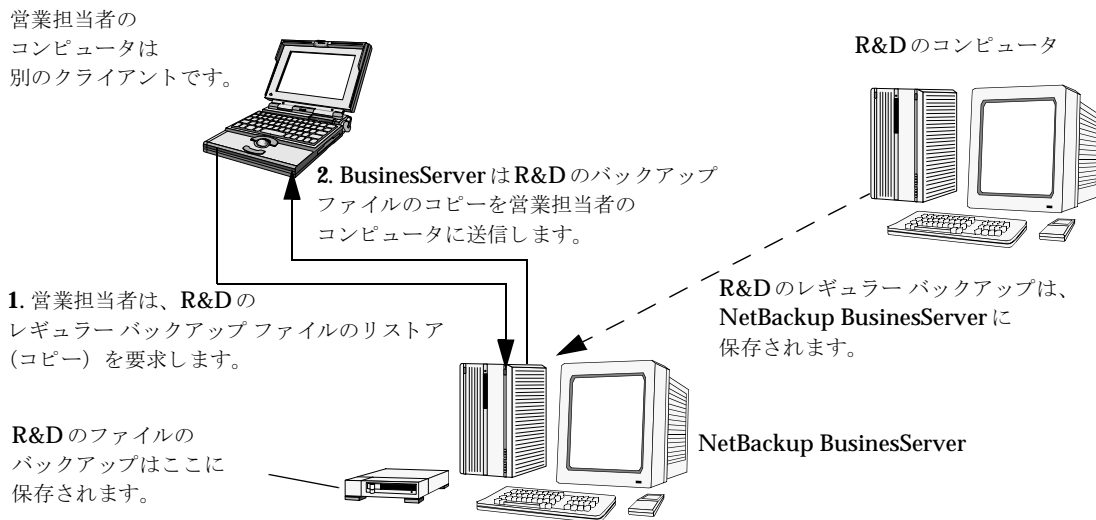 営業担当者の
コンピュータは
別のクライアントです。
R&Dのコンピュータ
2. BusinesServerはR&Dのバックアップ
ファイルのコピーを営業担当者の
コンピュータに送信します。
1. 営業担当者は、R&Dの
レギュラー バックアップ ファイルのリストア
（コピー）を要求します。
R&Dのレギュラー バックアップは、
NetBackup BusinesServerに
保存されます。
R&Dのファイルの
バックアップはここに
保存されます。
NetBackup BusinesServer